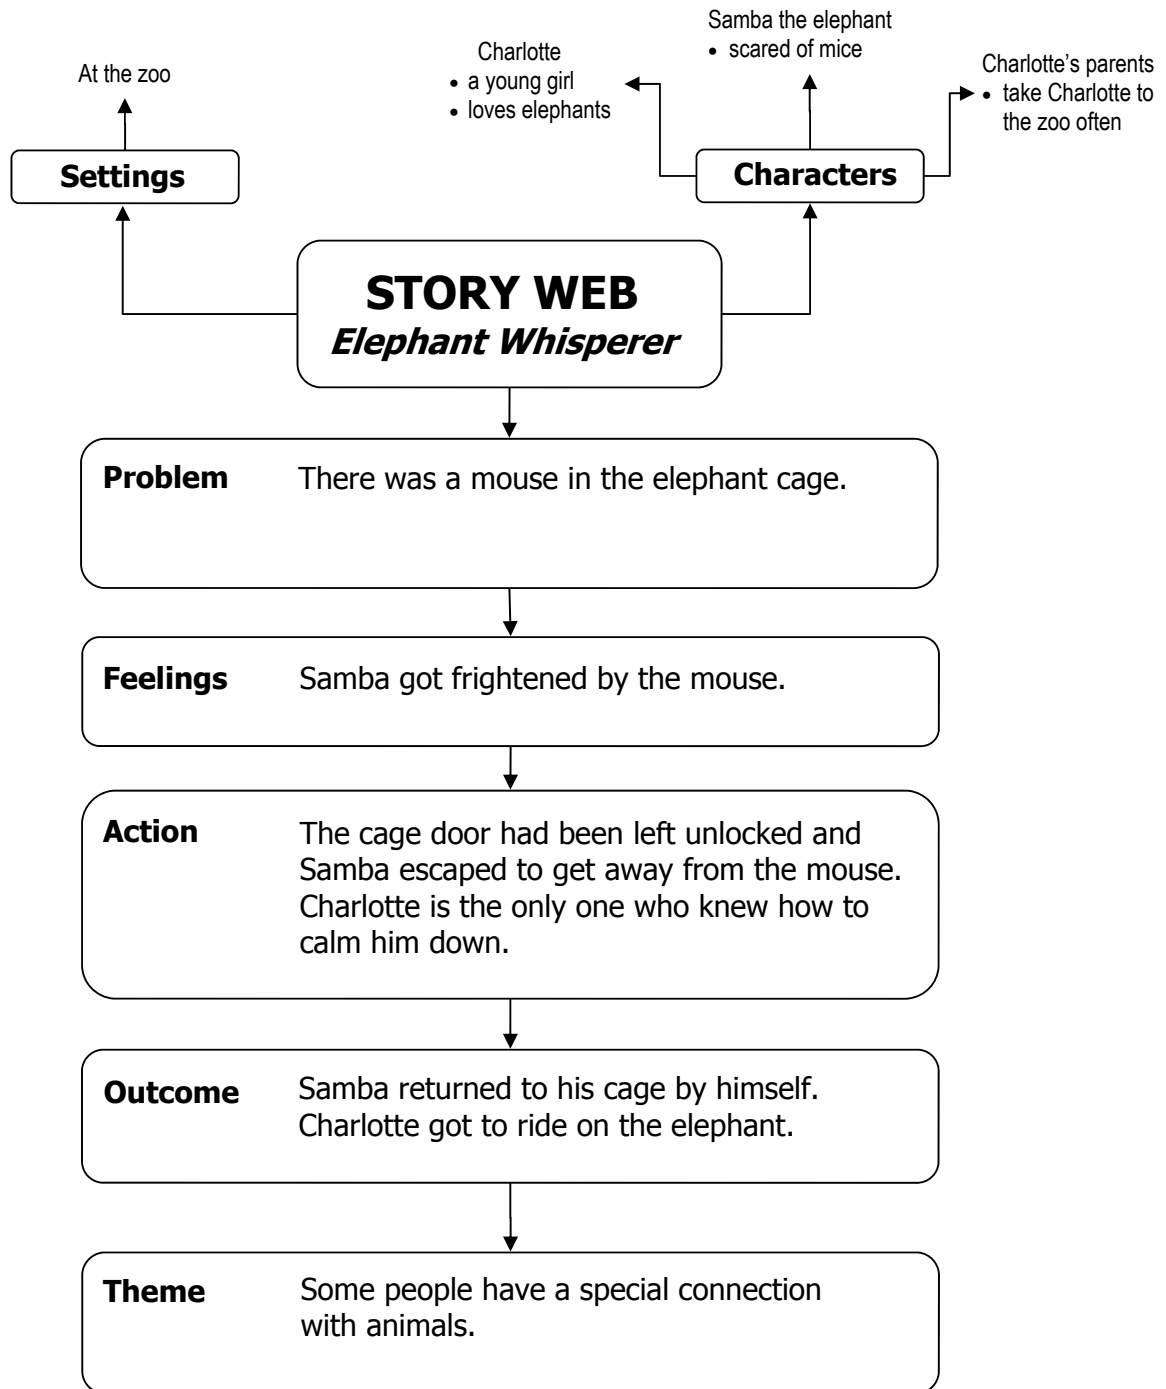 At the zoo
Charlotte
• a young girl
• loves elephants
Samba the elephant
• scared of mice
Charlotte’s parents
• take Charlotte to
the zoo often
Settings
Characters
STORY WEB
Elephant Whisperer
Problem There was a mouse in the elephant cage.
Feelings Samba got frightened by the mouse.
Action The cage door had been left unlocked and
Samba escaped to get away from the mouse.
Charlotte is the only one who knew how to
calm him down.
Outcome Samba returned to his cage by himself.
Charlotte got to ride on the elephant.
Theme Some people have a special connection
with animals.